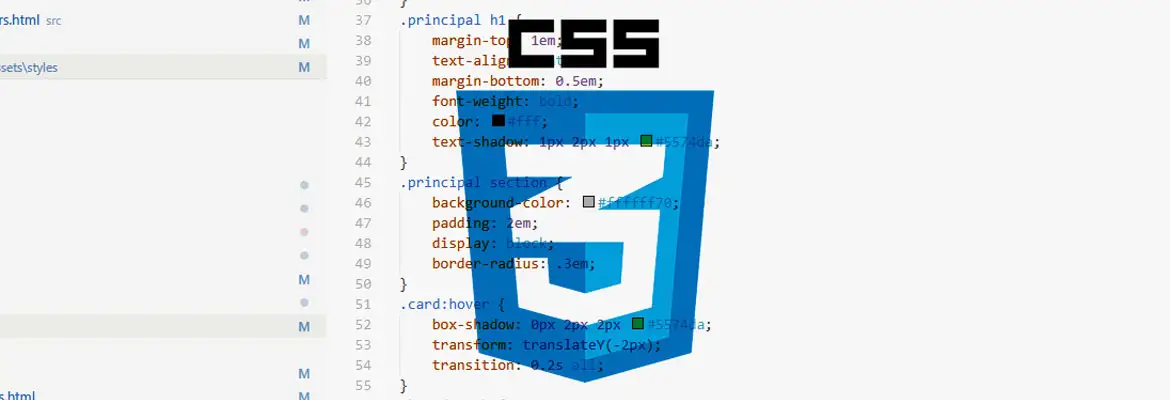 rs.html src
M
M
ssets\styles
M
M
M
M
M
s.html
CSS
36 }
37 .principal h1 {
38 margin-top: 1em;
39 text-align:
40 margin-bottom: 0.5em;
41 font-weight: bold;
42 color: #fff;
43 text-shadow: 1px 2px 1px #5574da;
44 }
45 .principal section {
46 background-color: #ffffff70;
47 padding: 2em;
48 display: block;
49 border-radius: .3em;
50 }
51 .card:hover {
52 box-shadow: 0px 2px 2px #5574da;
53 transform: translateY(-2px);
54 transition: 0.2s all;
55 }